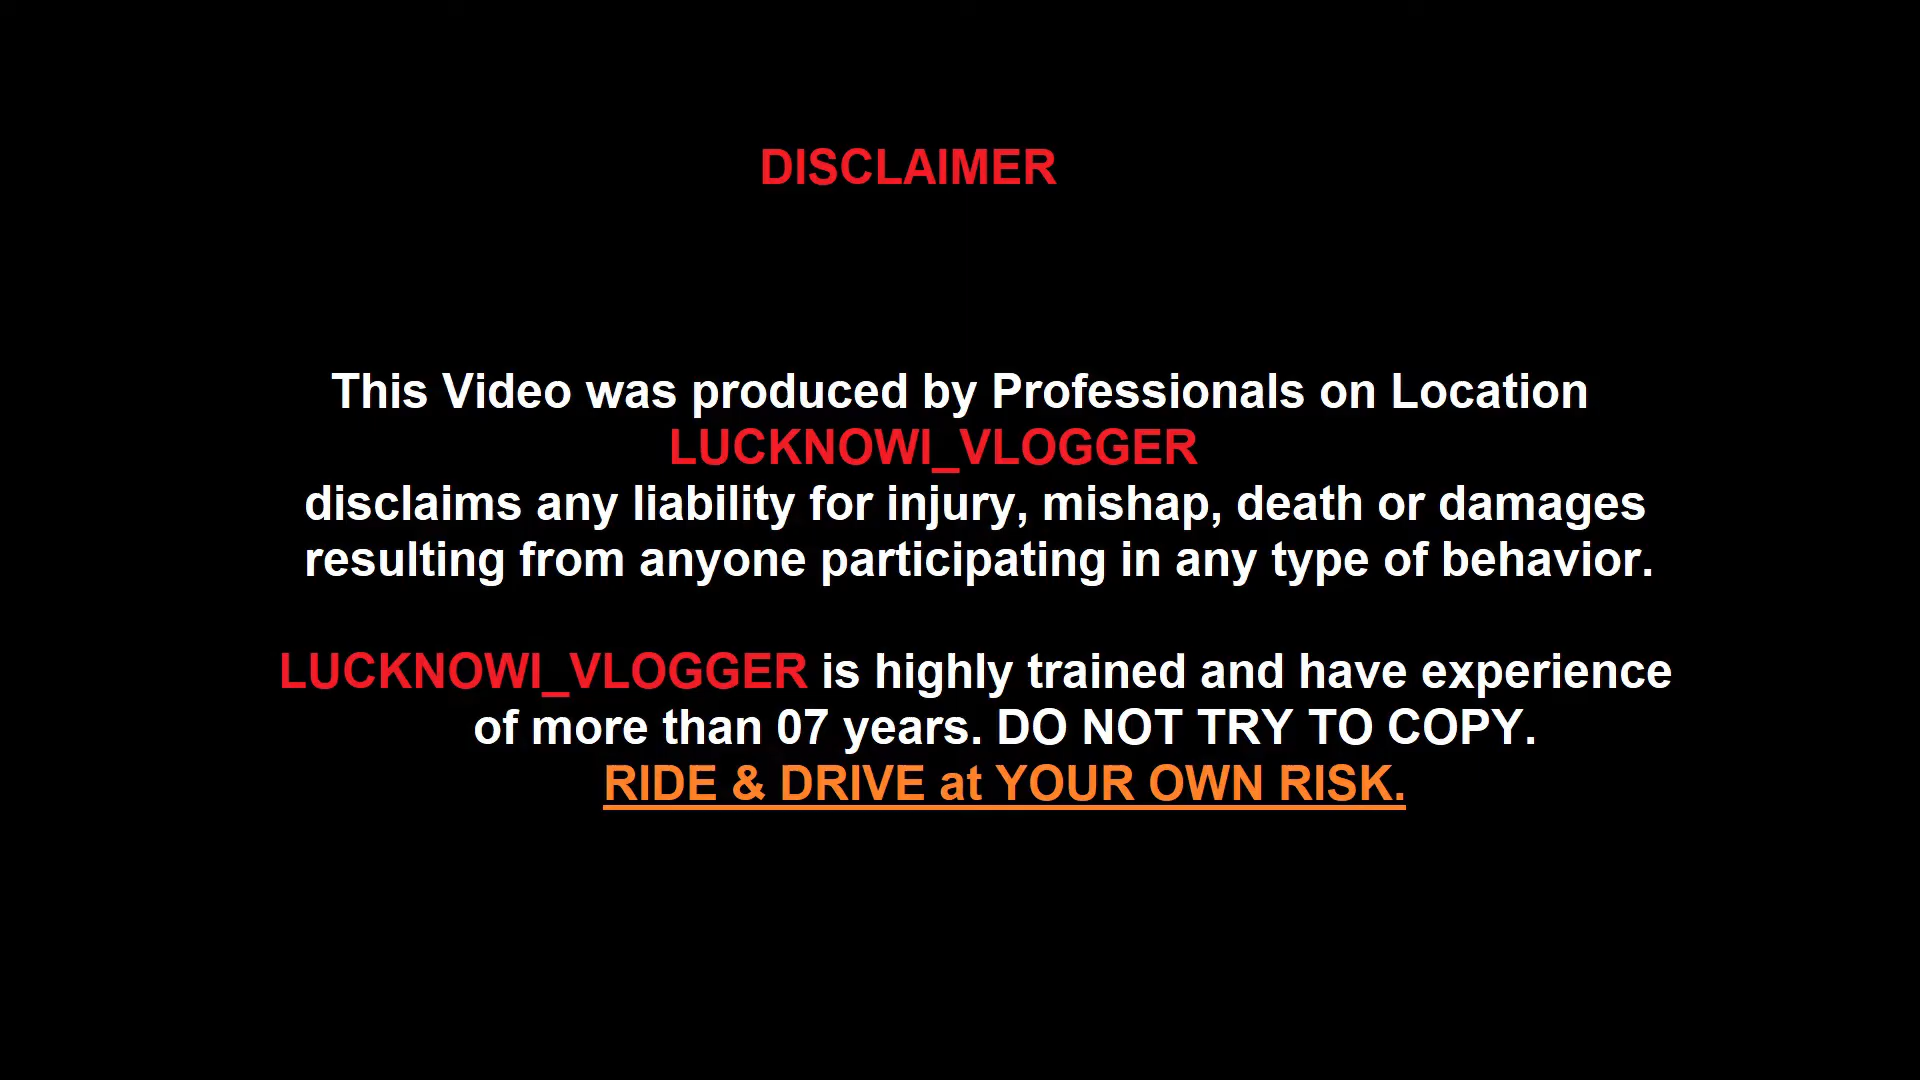 DISCLAIMER
This Video was produced by Professionals on Location
LUCKNOWI_VLOGGER
disclaims any liability for injury, mishap, death or damages
resulting from anyone participating in any type of behavior.
LUCKNOWI_VLOGGER is highly trained and have experience
of more than 07 years. DO NOT TRY TO COPY.
RIDE & DRIVE at YOUR OWN RISK.